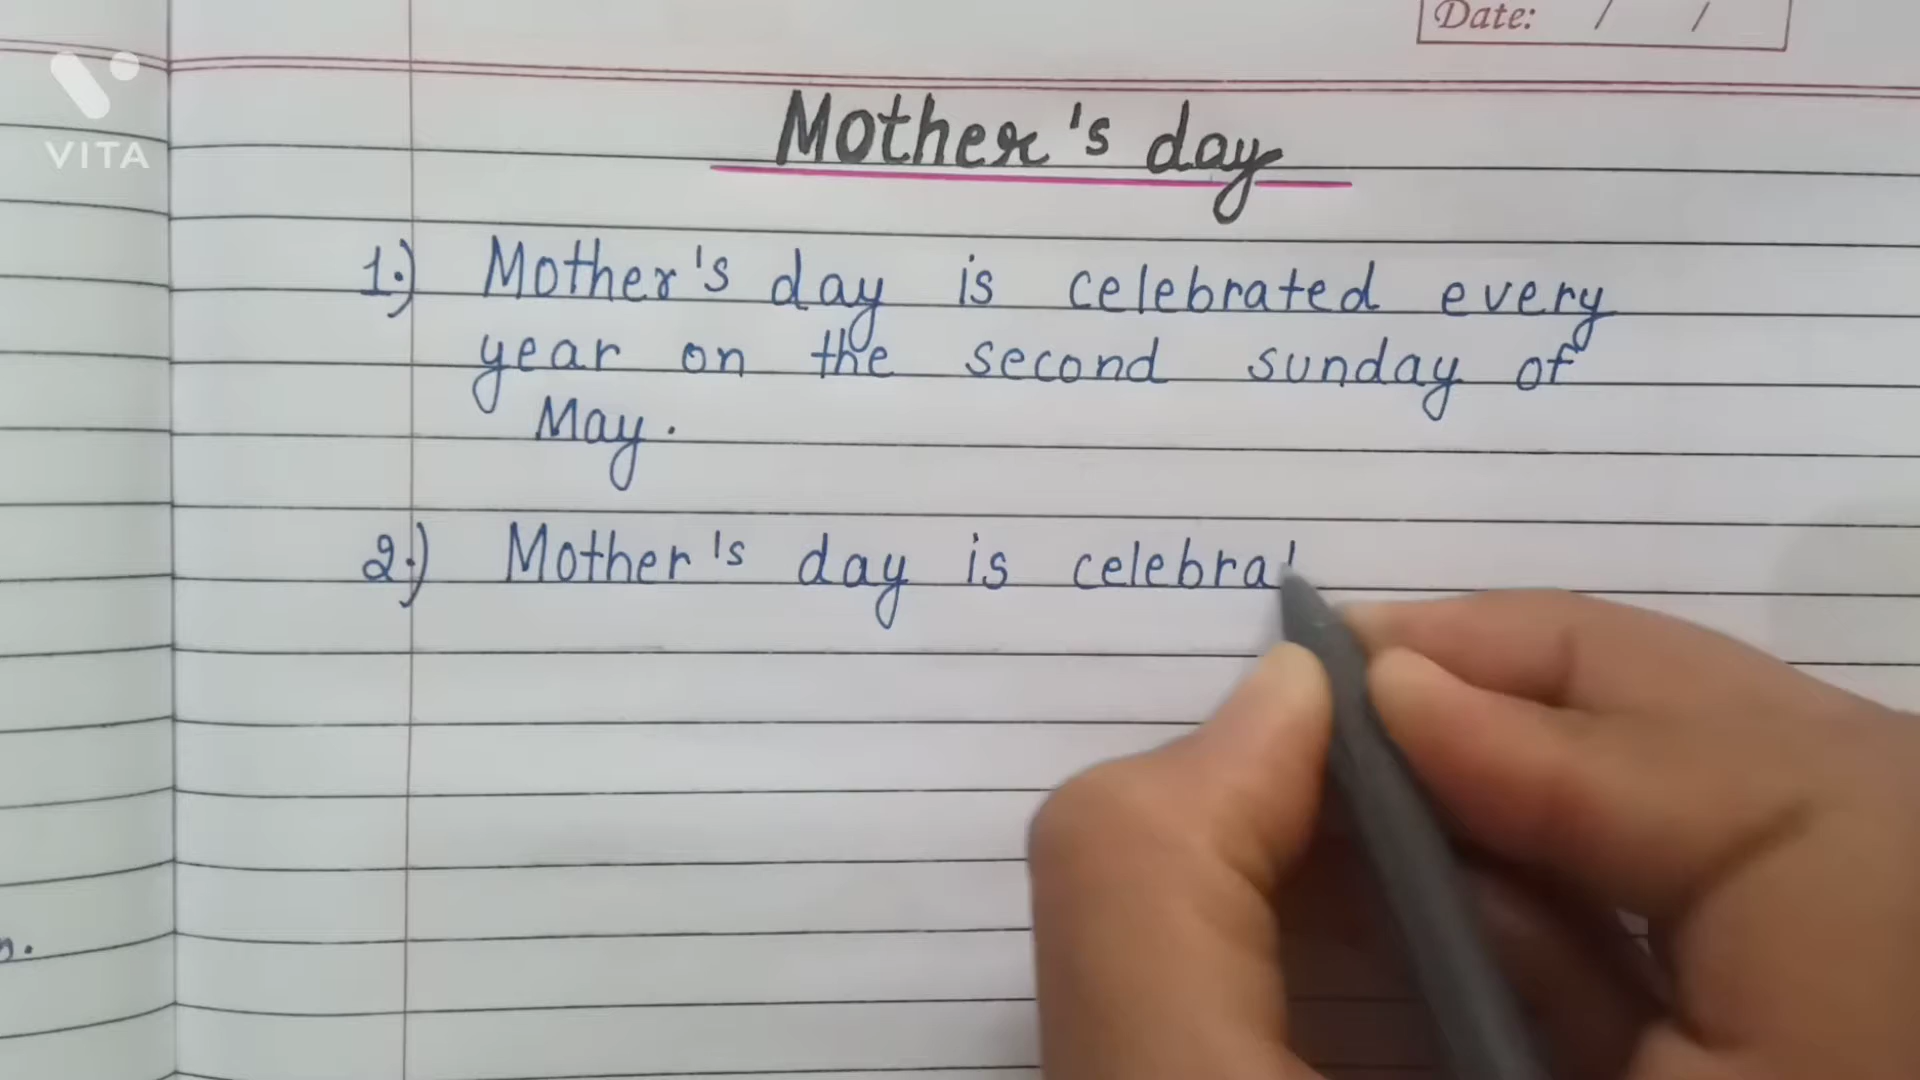 Date: / /
VITA
Mother's day
1.) Mother's day is celebrated every
year on the second sunday of
May.
2.) Mother's day is celebra